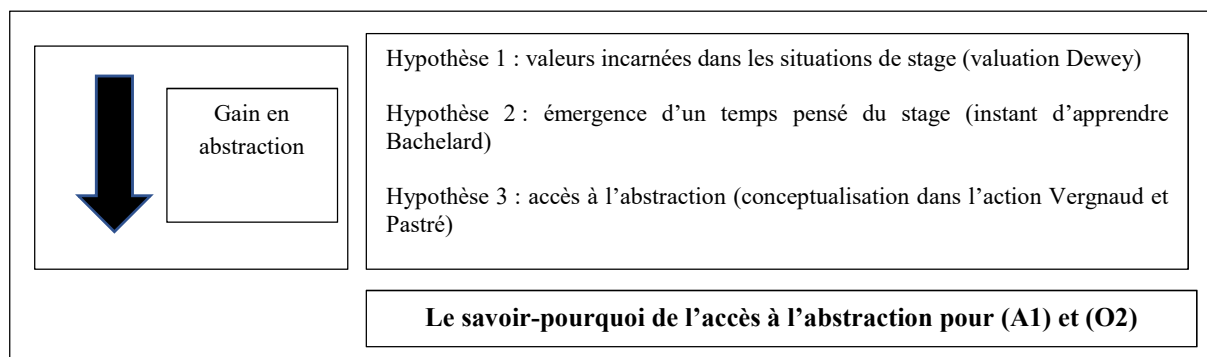 Gain en
abstraction
Hypothèse 1 : valeurs incarnées dans les situations de stage (valuation Dewey)
Hypothèse 2 : émergence d’un temps pensé du stage (instant d’apprendre
Bachelard)
Hypothèse 3 : accès à l’abstraction (conceptualisation dans l’action Vergnaud et
Pastré)
Le savoir-pourquoi de l’accès à l’abstraction pour (A1) et (O2)